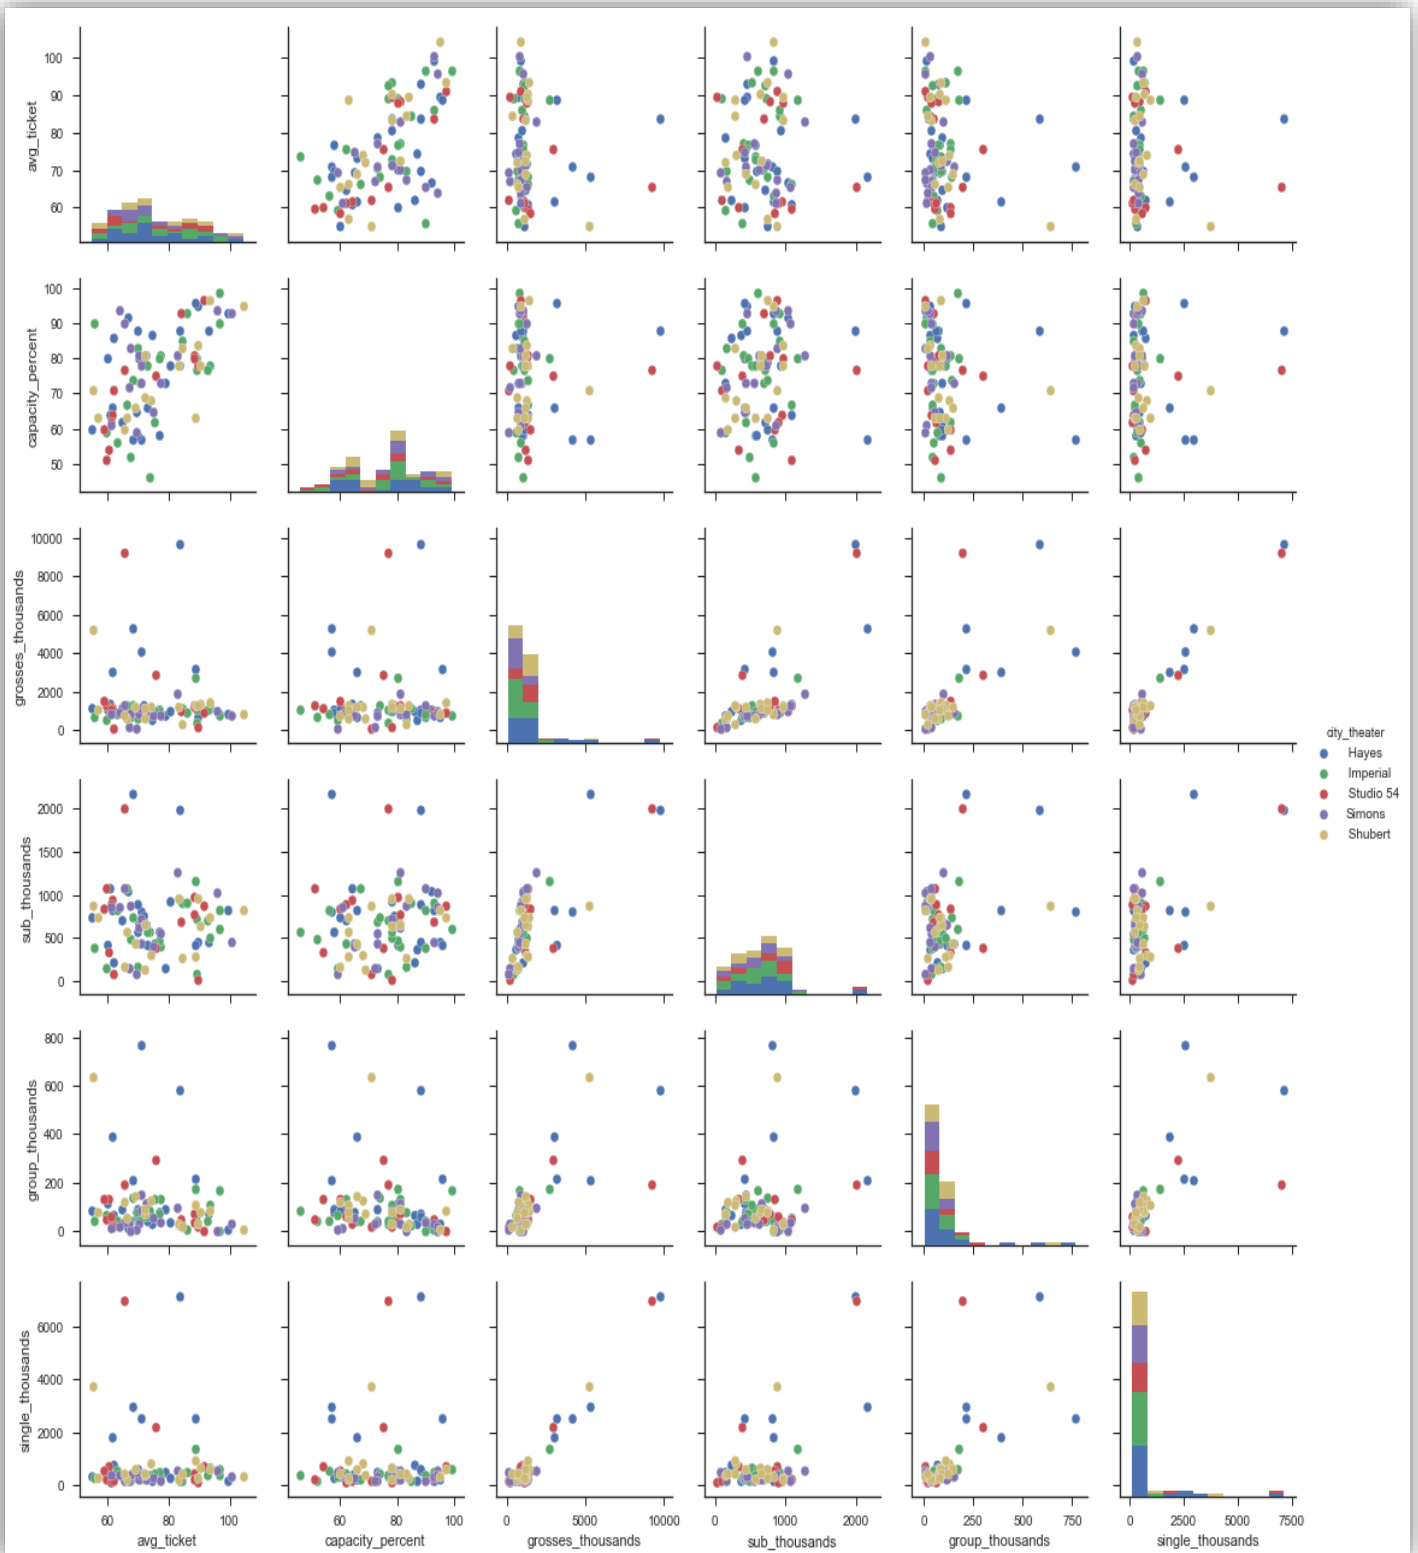 100
90
80
70
60
avg_ticket
100
90
80
70
60
50
capacity_percent
10000
8000
6000
4000
2000
0
grosses_thousands
city_theater
Hayes
Imperial
Studio 54
Simons
Shubert
2000
1500
1000
500
0
sub_thousands
800
600
400
200
0
group_thousands
6000
4000
2000
0
single_thousands
60 80 100 60 80 100 0 5000 10000 0 1000 2000 0 250 500 750 0 2500 5000 7500
avg_ticket capacity_percent grosses_thousands sub_thousands group_thousands single_thousands